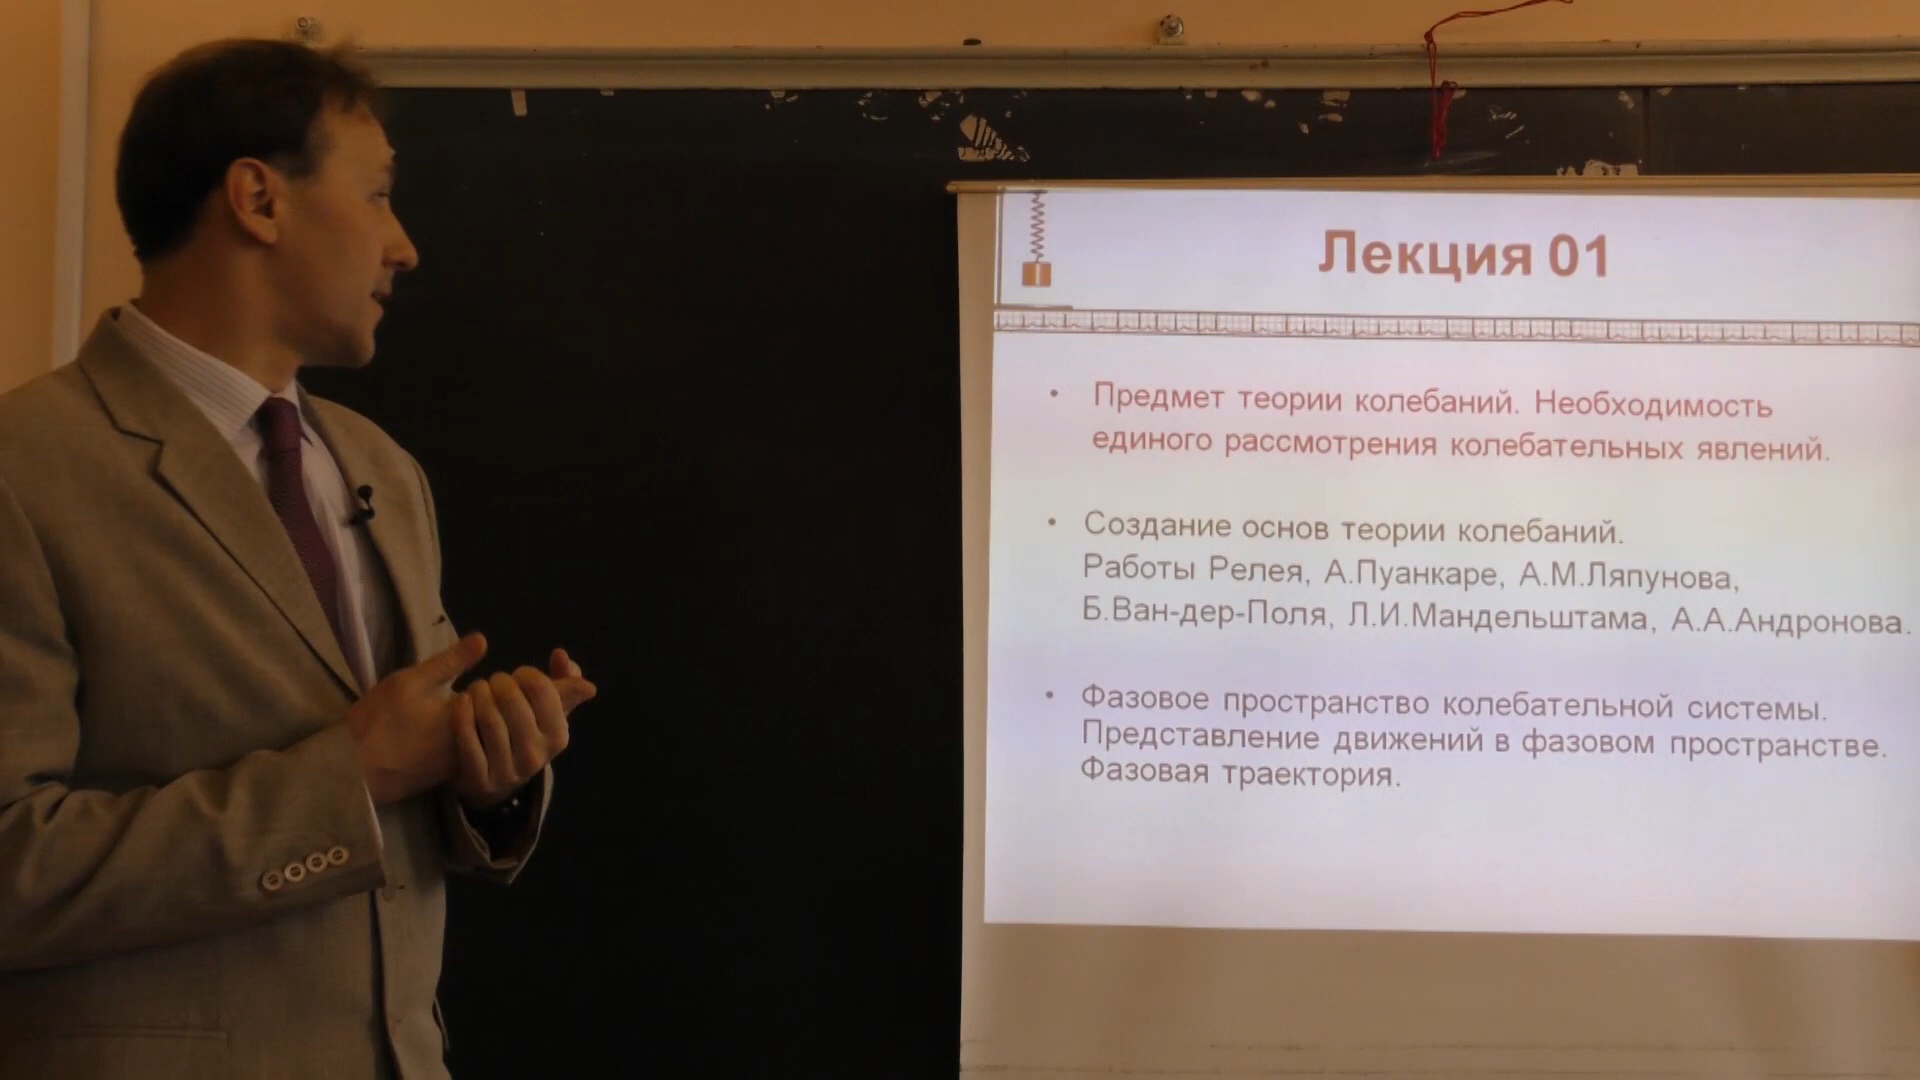 Лекция 01
• Предмет теории колебаний. Необходимость
единого рассмотрения колебательных явлений.
• Создание основ теории колебаний.
Работы Релея, А.Пуанкаре, А.М.Ляпунова,
Б.Ван-дер-Поля, Л.И.Мандельштама, А.А.Андронова.
• Фазовое пространство колебательной системы.
Представление движений в фазовом пространстве.
Фазовая траектория.